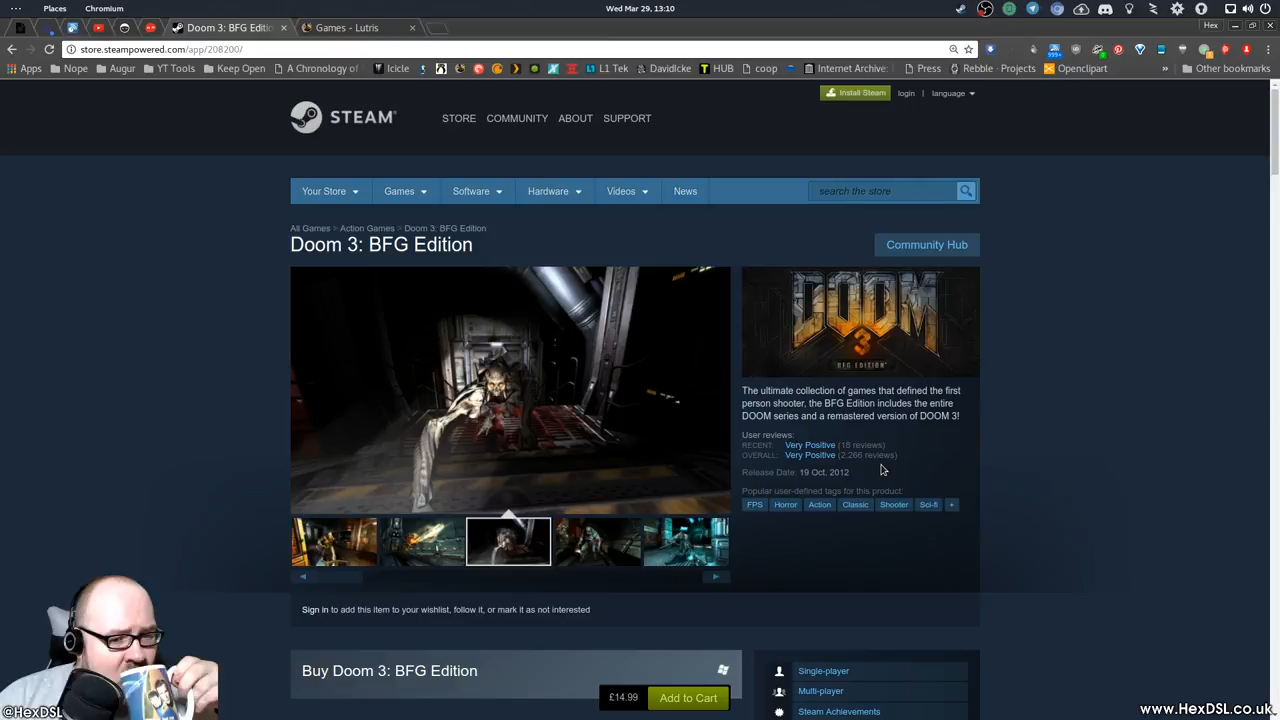 Places Chromium Wed Mar 29, 13:10
Doom 3: BFG Editio Games - Lutris Hex
store.steampowered.com/app/208200/
Apps Nope Augur YT Tools Keep Open A Chronology Icicle L1 Tek DavidIcke HUB coop Internet Archive: Press Rebble · Projects Openclipart » Other bookmarks
Install Steam login | language
STEAM® STORE COMMUNITY ABOUT SUPPORT
Your Store Games Software Hardware Videos News search the store
All Games > Action Games > Doom 3: BFG Edition
Doom 3: BFG Edition Community Hub
DOOM
3
BFG EDITION
The ultimate collection of games that defined the first
person shooter, the BFG Edition includes the entire
DOOM series and a remastered version of DOOM 3!
User reviews:
RECENT: Very Positive (18 reviews)
OVERALL: Very Positive (2,266 reviews)
Release Date: 19 Oct, 2012
Popular user-defined tags for this product:
FPS Horror Action Classic Shooter Sci-fi +
Sign in to add this item to your wishlist, follow it, or mark it as not interested
Buy Doom 3: BFG Edition
£14.99 Add to Cart
Single-player
Multi-player
Steam Achievements
@HexDSL
www.HexDSL.co.uk